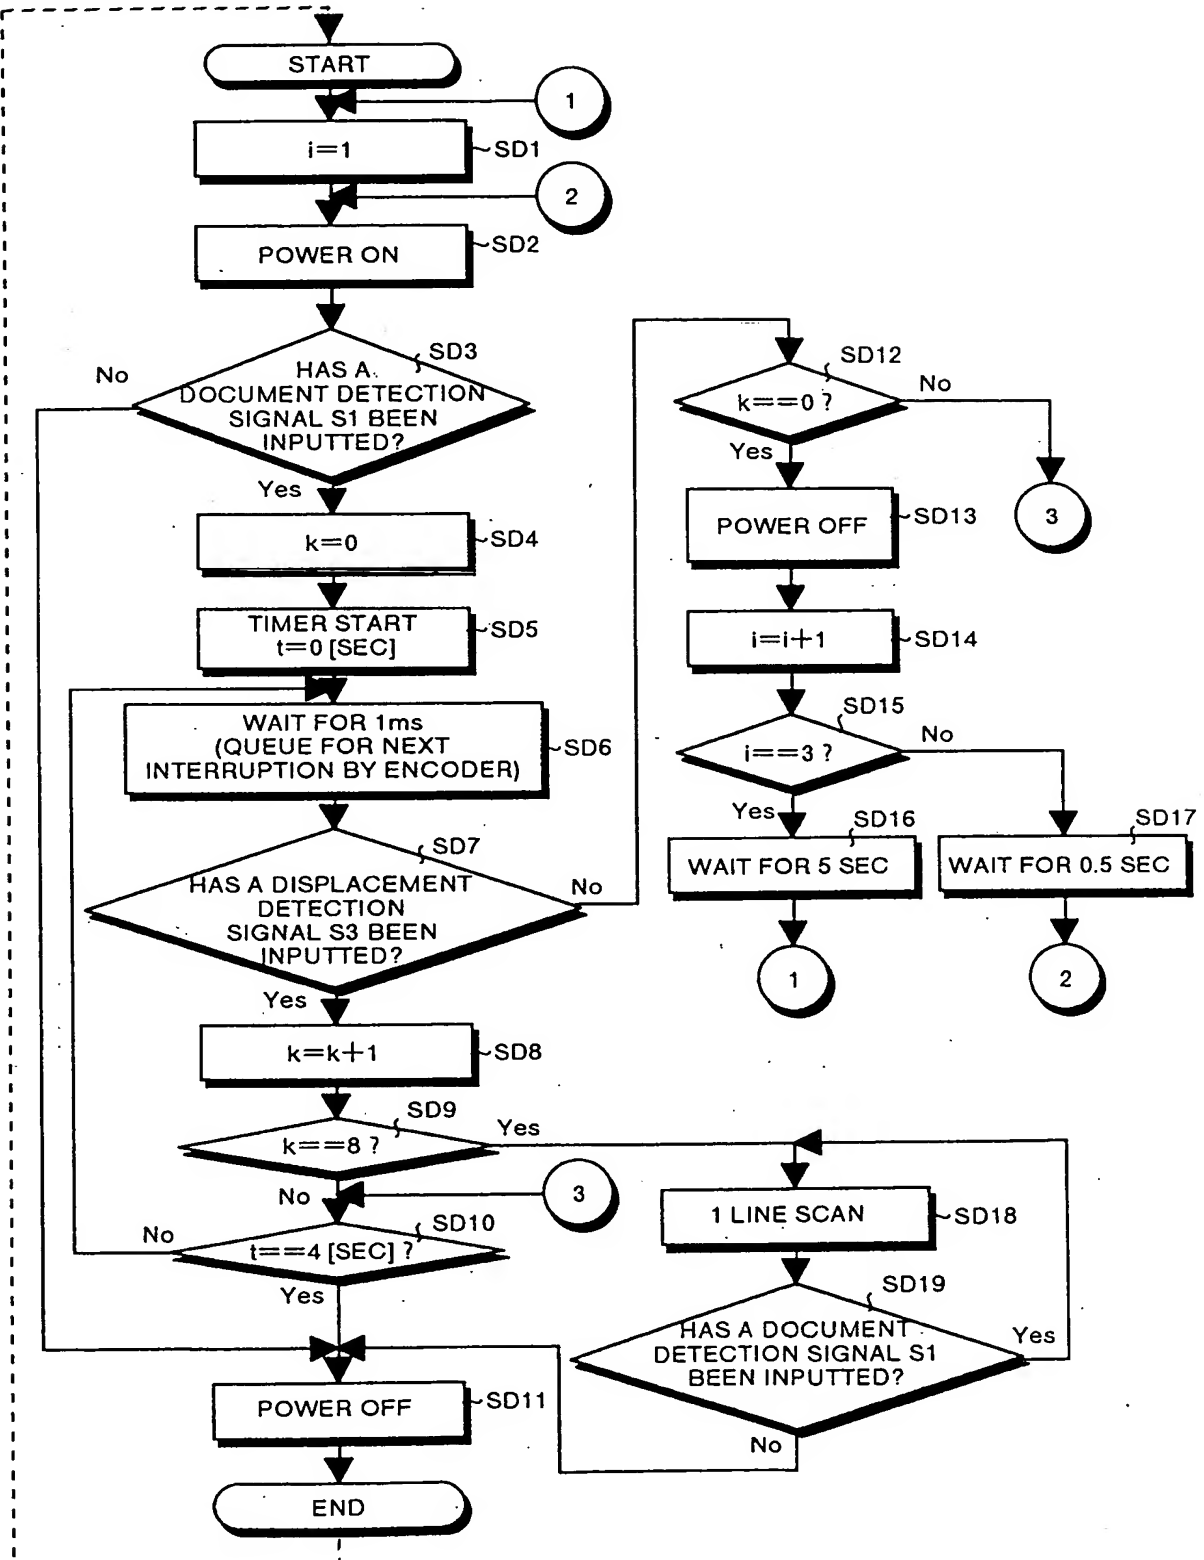 START
1
i=1
SD1
2
POWER ON
SD2
SD3
No
HAS A
DOCUMENT DETECTION
SIGNAL S1 BEEN
INPUTTED?
Yes
k=0
SD4
TIMER START
t=0 [SEC]
SD5
WAIT FOR 1ms
(QUEUE FOR NEXT
INTERRUPTION BY ENCODER)
SD6
SD7
HAS A DISPLACEMENT
DETECTION
SIGNAL S3 BEEN
INPUTTED?
No
Yes
k=k+1
SD8
SD9
k==8 ?
Yes
No
3
SD10
No
t==4 [SEC] ?
Yes
POWER OFF
SD11
END
SD12
k==0 ?
No
Yes
3
POWER OFF
SD13
i=i+1
SD14
SD15
i==3 ?
No
Yes
SD16
WAIT FOR 5 SEC
SD17
WAIT FOR 0.5 SEC
1
2
1 LINE SCAN
SD18
SD19
HAS A DOCUMENT
DETECTION SIGNAL S1
BEEN INPUTTED?
Yes
No